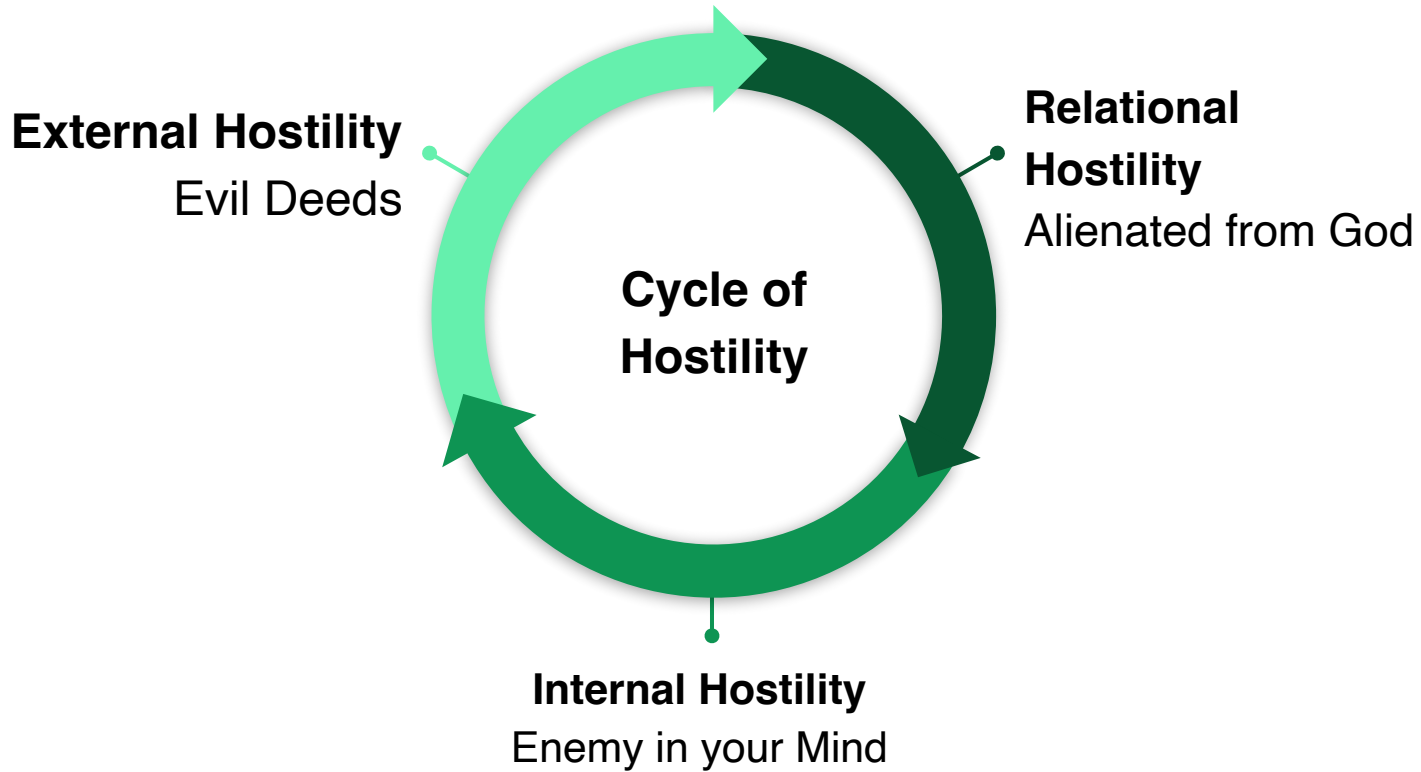 External Hostility
Evil Deeds
Relational
Hostility
Alienated from God
Cycle of
Hostility
Internal Hostility
Enemy in your Mind